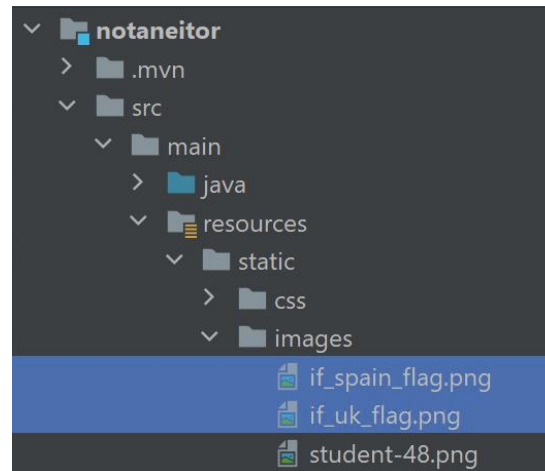 notaneitor
.mvn
src
main
java
resources
static
css
images
if_spain_flag.png
if_uk_flag.png
student-48.png